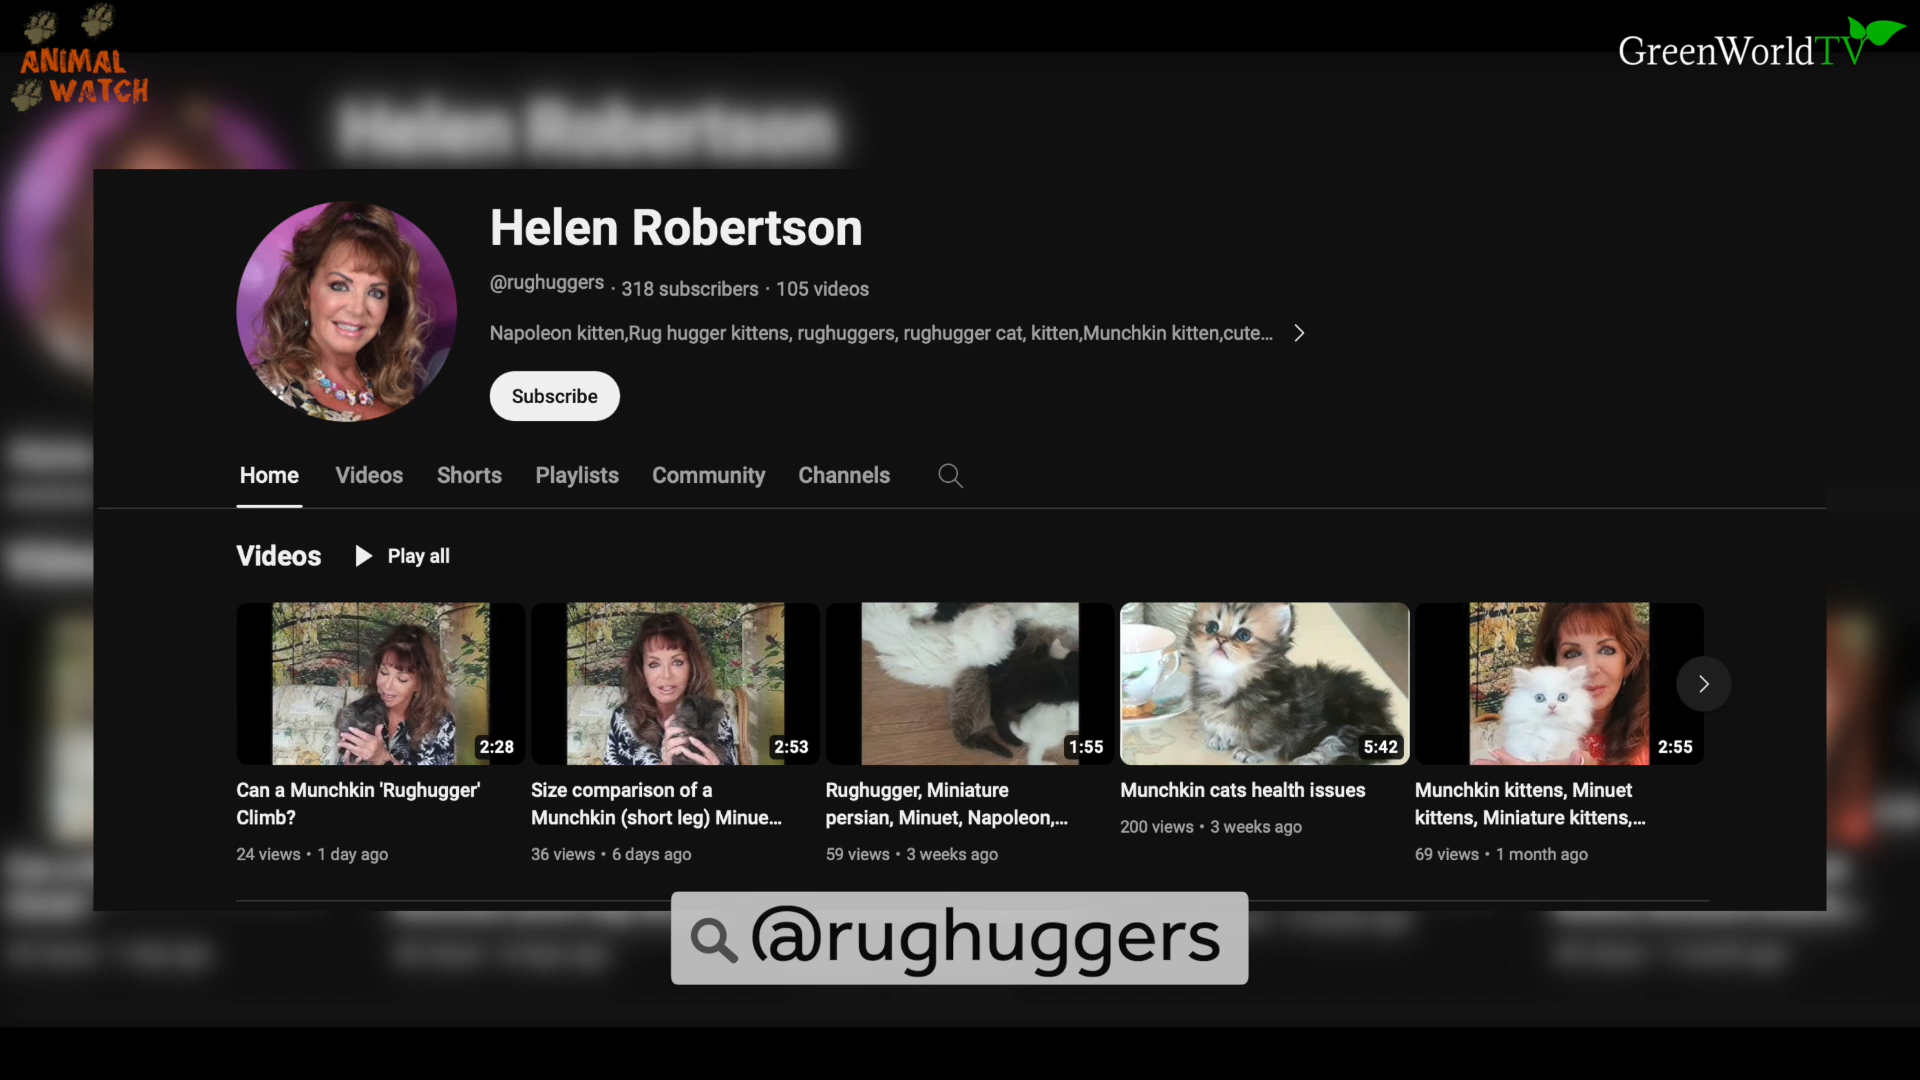 ANIMAL
WATCH
GreenWorldTV
Helen Robertson
Helen Robertson
@rughuggers · 318 subscribers · 105 videos
Napoleon kitten,Rug hugger kittens, rughuggers, rughugger cat, kitten,Munchkin kitten,cute...
Subscribe
Home Videos Shorts Playlists Community Channels
Videos Play all
2:28 2:53 1:55 5:42 2:55
Can a Munchkin 'Rughugger'
Climb?
24 views • 1 day ago
Size comparison of a
Munchkin (short leg) Minue...
36 views • 6 days ago
Rughugger, Miniature
persian, Minuet, Napoleon,...
59 views • 3 weeks ago
Munchkin cats health issues
200 views • 3 weeks ago
Munchkin kittens, Minuet
kittens, Miniature kittens,...
69 views • 1 month ago
@rughuggers